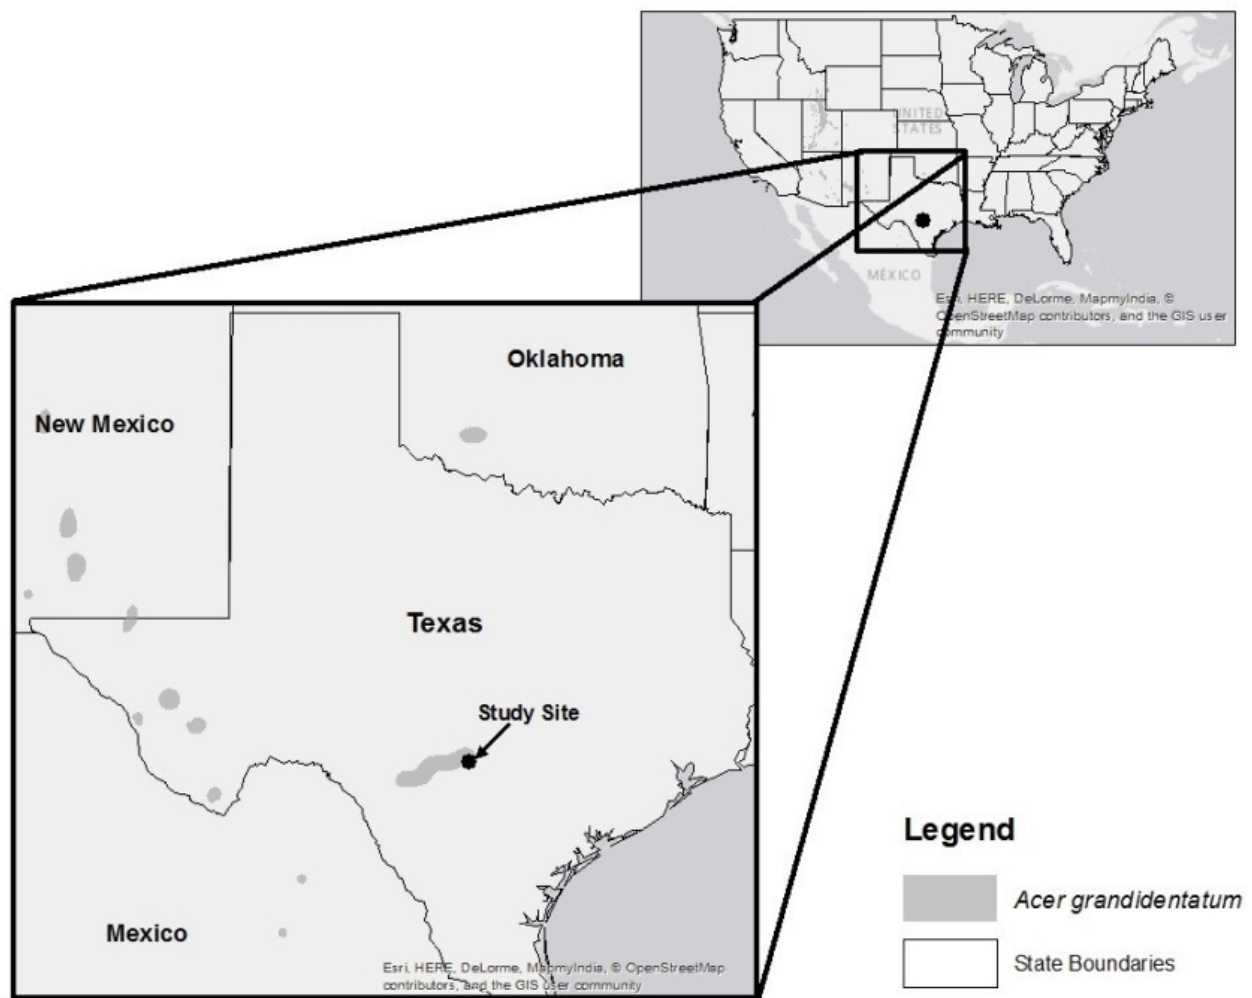 UNITED
STATES
MÉXICO
Esri, HERE, DeLorme, MapmyIndia, ©
OpenStreetMap contributors, and the GIS user
community
Oklahoma
New Mexico
Texas
Study Site
Mexico
Esri, HERE, DeLorme, MapmyIndia, © OpenStreetMap
contributors, and the GIS user community
Legend
Acer grandidentatum
State Boundaries